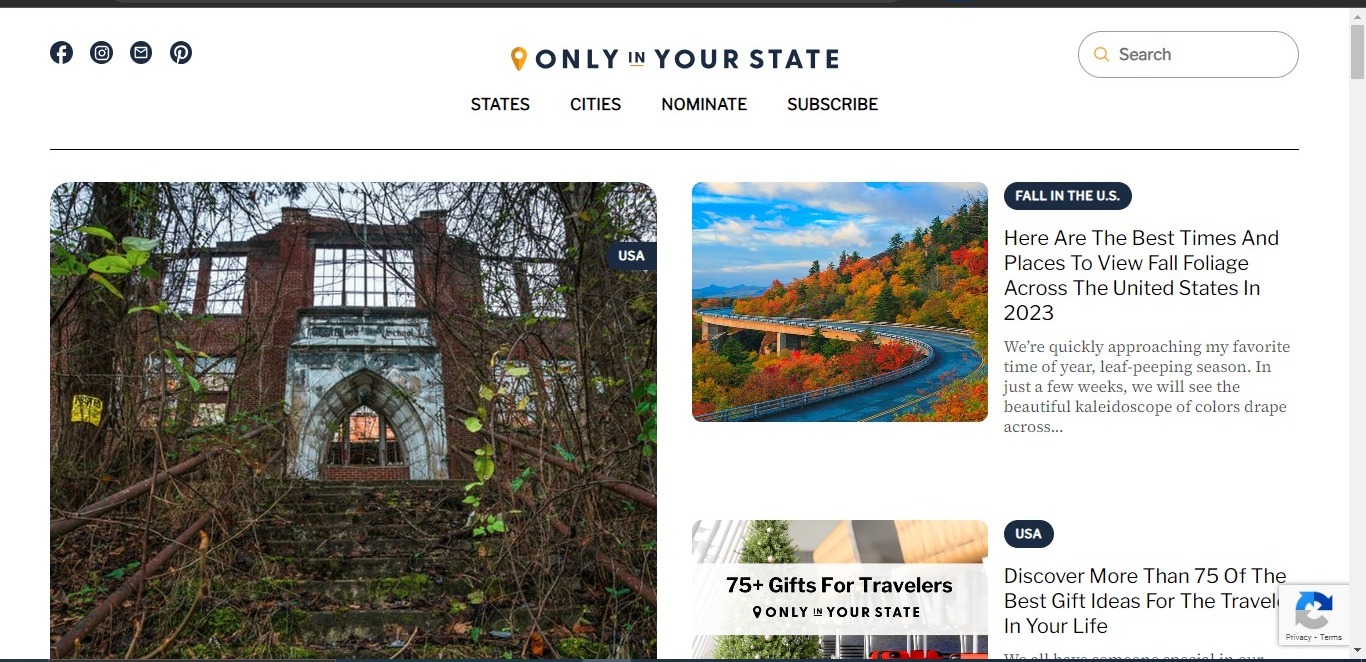 ONLY IN YOUR STATE
Search
STATES
CITIES
NOMINATE
SUBSCRIBE
USA
POSTED
FALL IN THE U.S.
Here Are The Best Times And
Places To View Fall Foliage
Across The United States In
2023
We’re quickly approaching my favorite
time of year, leaf-peeping season. In
just a few weeks, we will see the
beautiful kaleidoscope of colors drape
across...
75+ Gifts For Travelers
ONLY IN YOUR STATE
USA
Discover More Than 75 Of The
Best Gift Ideas For The Travele
In Your Life
Privacy - Terms